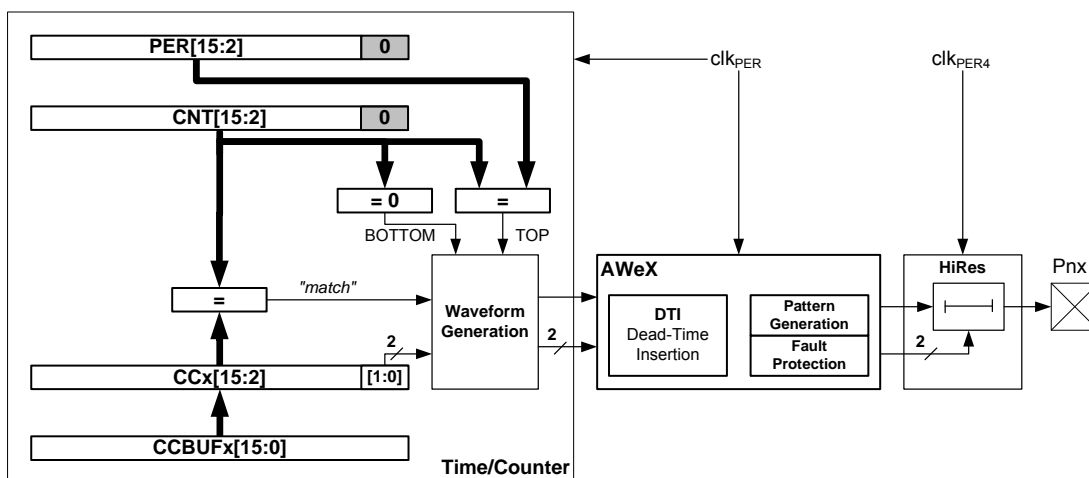 PER[15:2] 0
clkPER
clkPER4
CNT[15:2] 0
= 0
=
BOTTOM
TOP
AWeX
HiRes
Pnx
=
"match"
Waveform
Generation
2
DTI
Dead-Time
Insertion
Pattern
Generation
Fault
Protection
2
2
CCx[15:2] [1:0]
CCBUFx[15:0]
Time/Counter